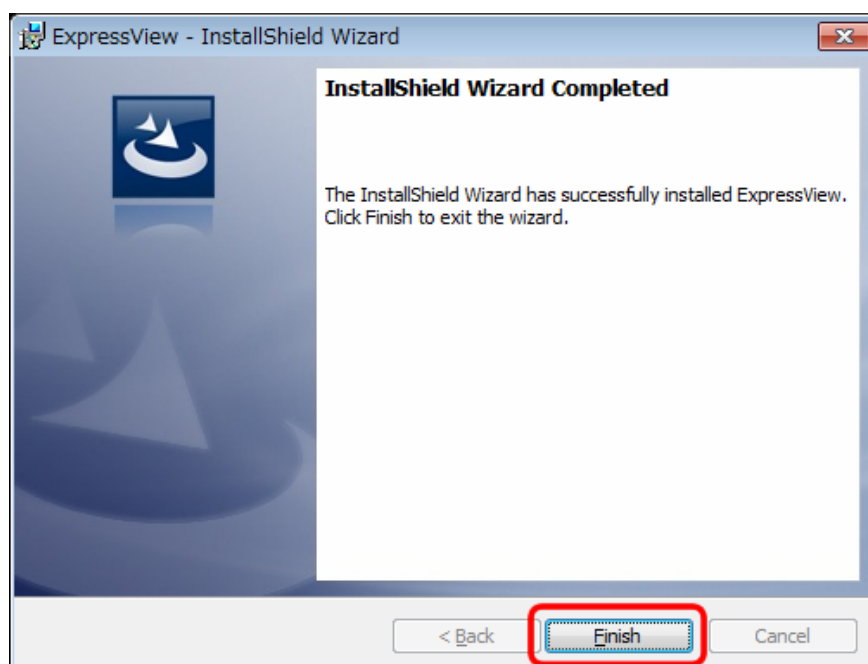 ExpressView - InstallShield Wizard
InstallShield Wizard Completed
The InstallShield Wizard has successfully installed ExpressView.
Click Finish to exit the wizard.
< Back
Finish
Cancel